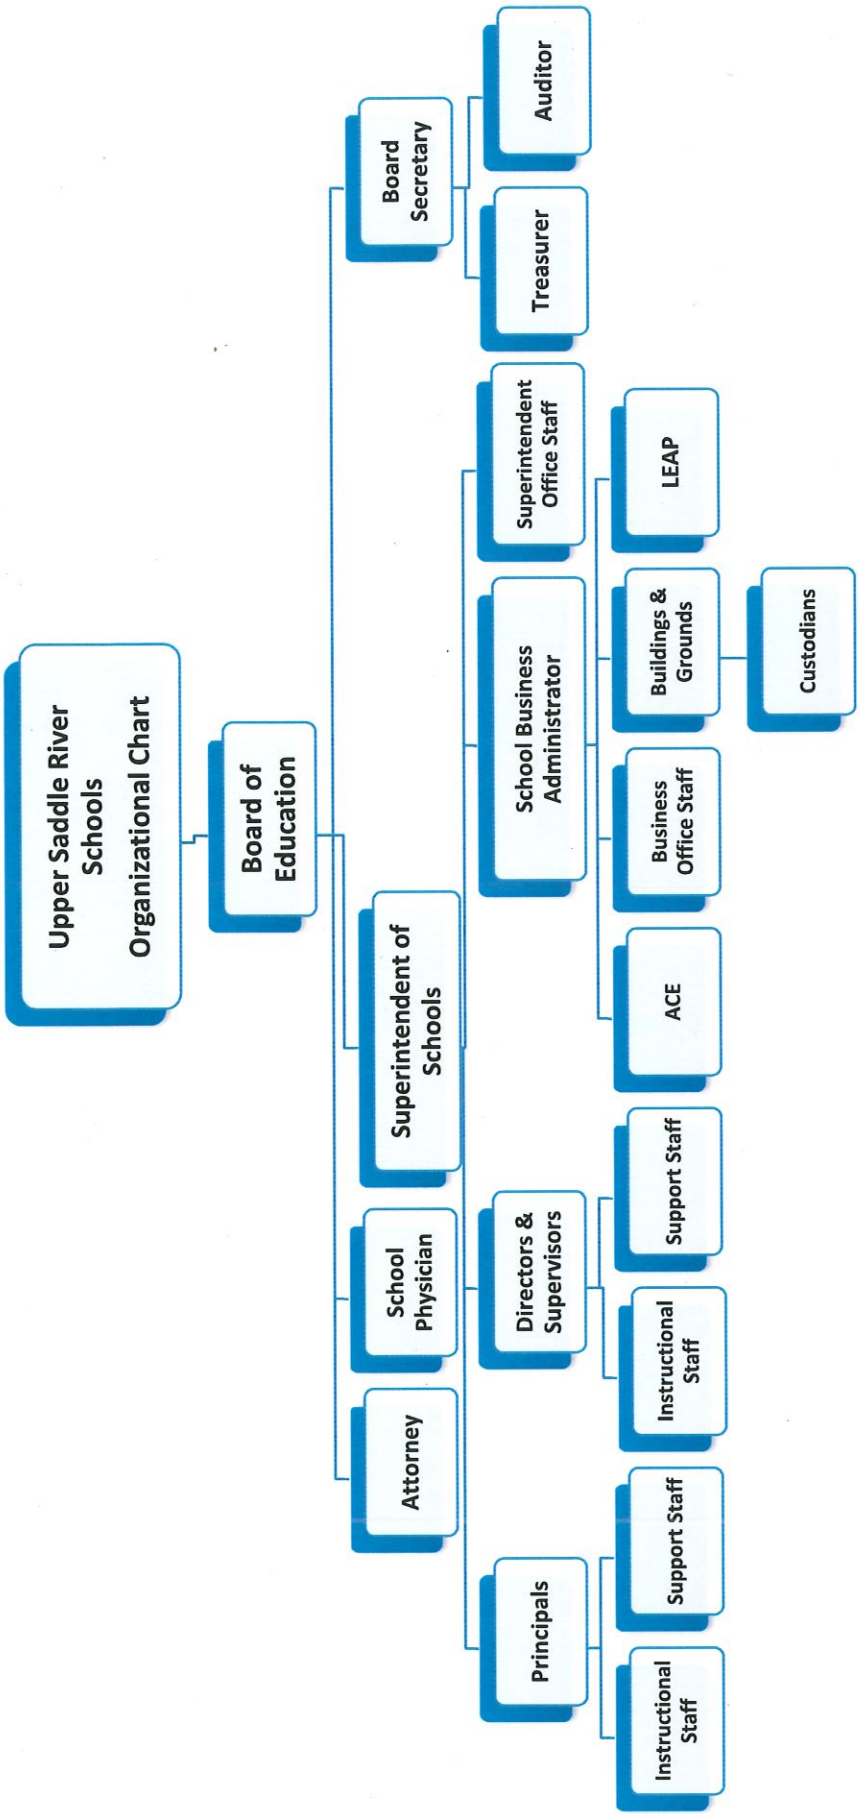 Upper Saddle River
Schools
Organizational Chart
Board of
Education
Attorney
School
Physician
Superintendent of
Schools
Board
Secretary
Principals
Directors &
Supervisors
School Business
Administrator
Superintendent
Office Staff
Treasurer
Auditor
Instructional
Staff
Support Staff
Instructional
Staff
Support Staff
ACE
Business
Office Staff
Buildings &
Grounds
LEAP
Custodians